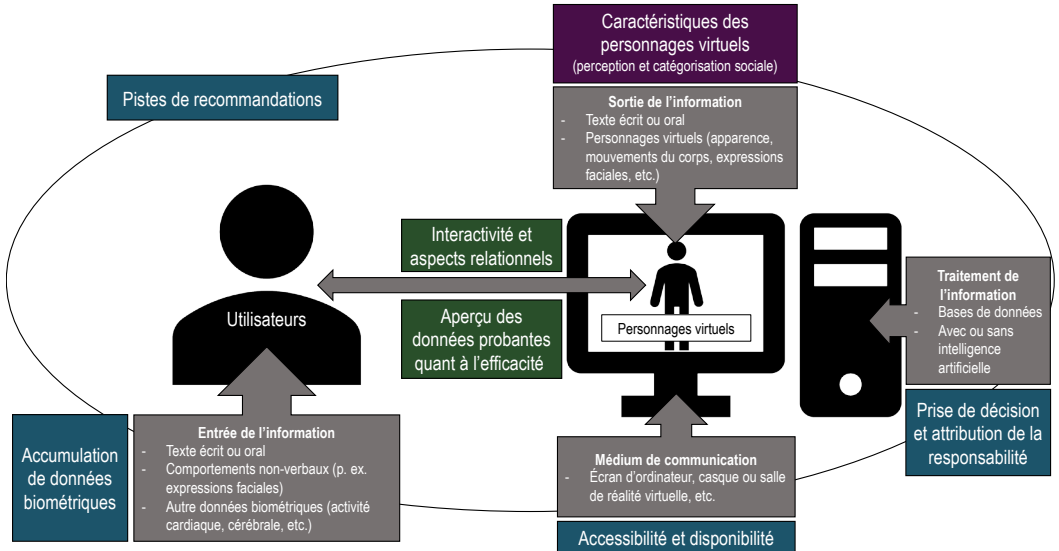 Caractéristiques des
personnages virtuels
(perception et catégorisation sociale)
Pistes de recommandations
Sortie de l'information
- Texte écrit ou oral
- Personnages virtuels (apparence,
mouvements du corps, expressions
faciales, etc.)
Interactivité et
aspects relationnels
Utilisateurs
Aperçu des
données probantes
quant à l'efficacité
Personnages virtuels
Traitement de
l'information
- Bases de données
- Avec ou sans
intelligence
artificielle
Prise de décision
et attribution de la
responsabilité
Accumulation
de données
biométriques
Entrée de l'information
- Texte écrit ou oral
- Comportements non-verbaux (p. ex.
expressions faciales)
- Autre données biométriques (activité
cardiaque, cérébrale, etc.)
Médium de communication
- Écran d'ordinateur, casque ou salle
de réalité virtuelle, etc.
Accessibilité et disponibilité